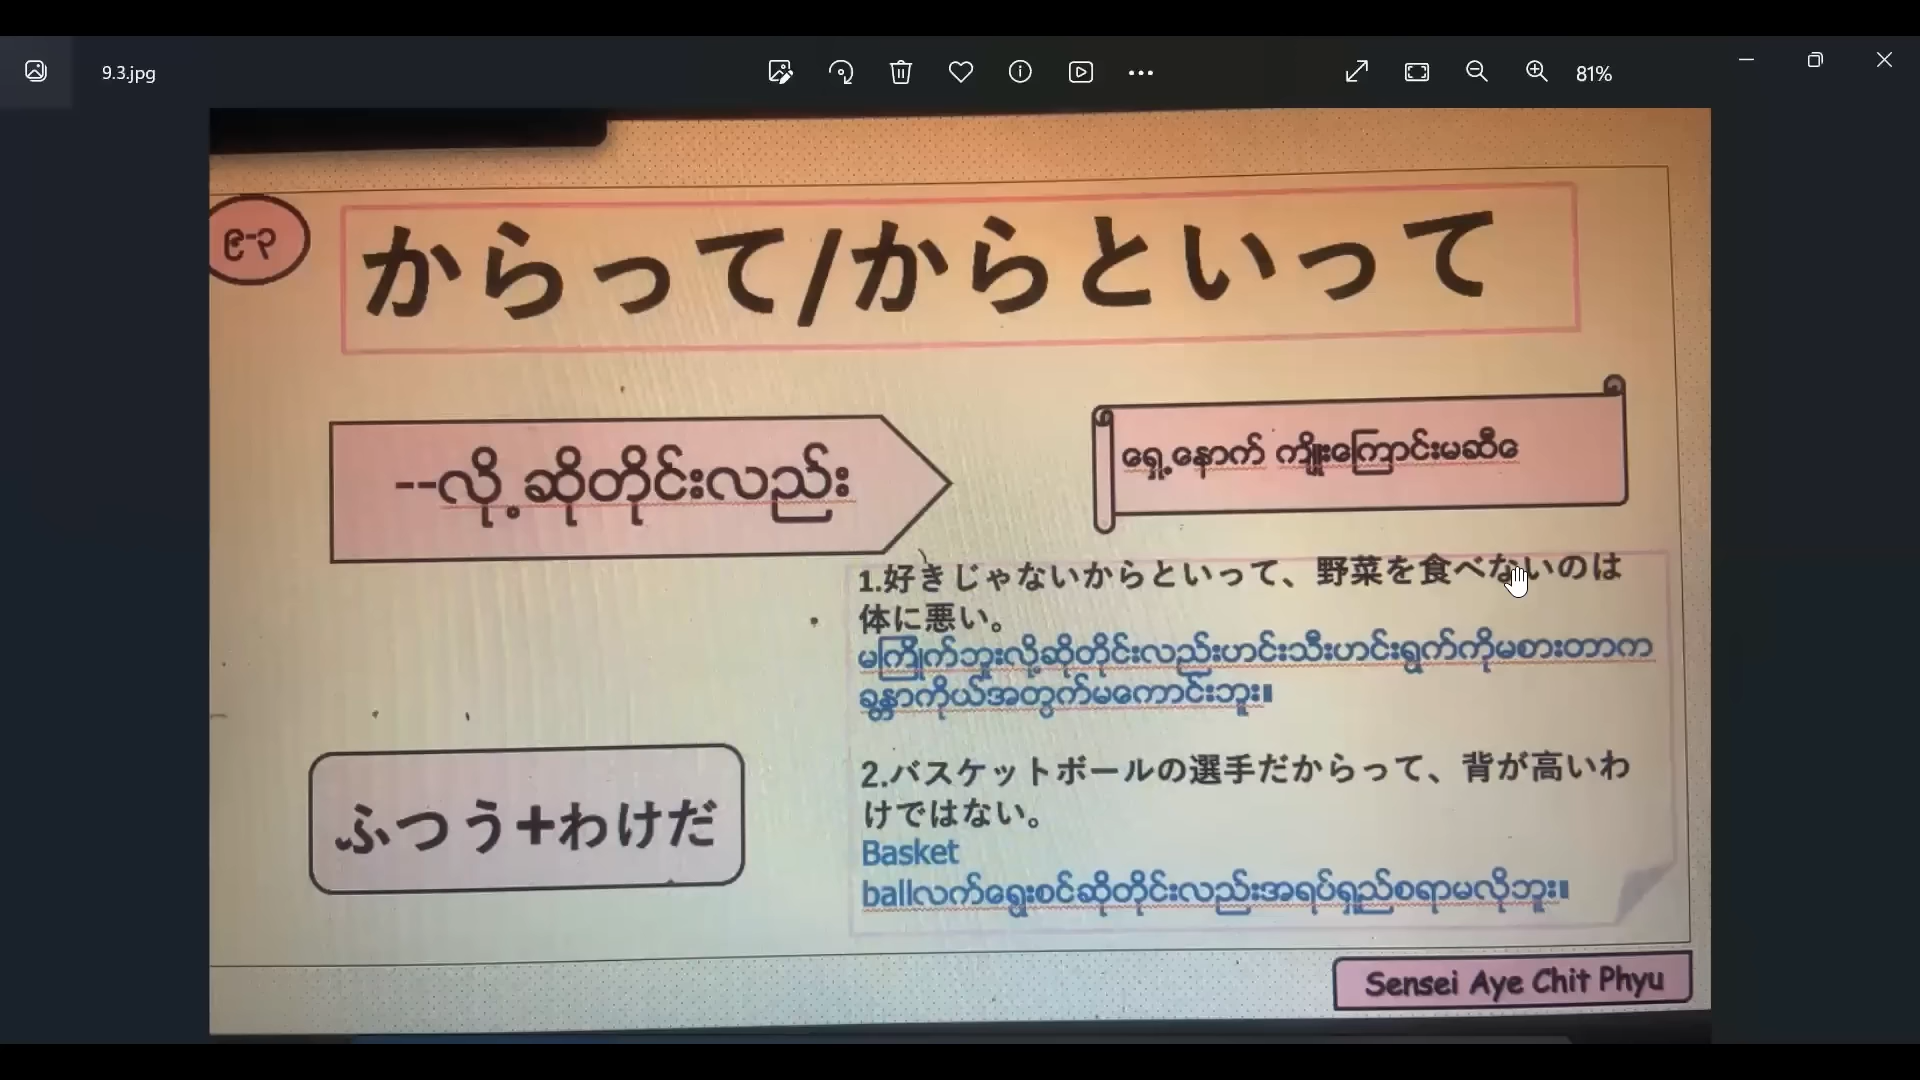 9.3.jpg
81%
၉-၃
からって/からといって
--လို့ ဆိုတိုင်းလည်း
ရှေ့နောက် ကျိုးကြောင်းမဆီ
1.好きじゃないからといって、野菜を食べないのは
体に悪い。
မကြိုက်ဘူးလို့ဆိုတိုင်းလည်းဟင်းသီးဟင်းရွက်ကိုမစားတာက
ခန္တာကိုယ်အတွက်မကောင်းဘူး။
2.バスケットボールの選手だからって、背が高いわ
けではない。
Basket
ballလက်ရွေးစင်ဆိုတိုင်းလည်းအရပ်ရှည်စရာမလိုဘူး။
ふつう+わけだ
Sensei Aye Chit Phyu